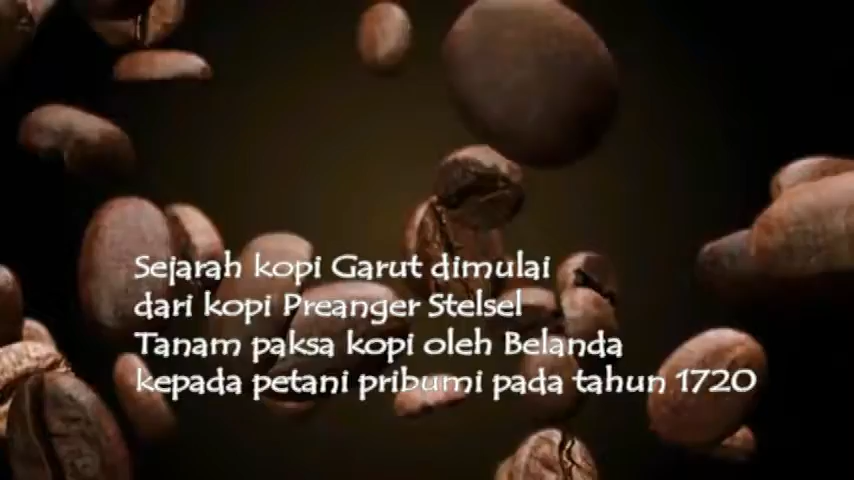 Sejarah kopi Garut dimulai
dari kopi Preanger Stelsel
Tanam paksa kopi oleh Belanda
kepada petani pribumi pada tahun 1720